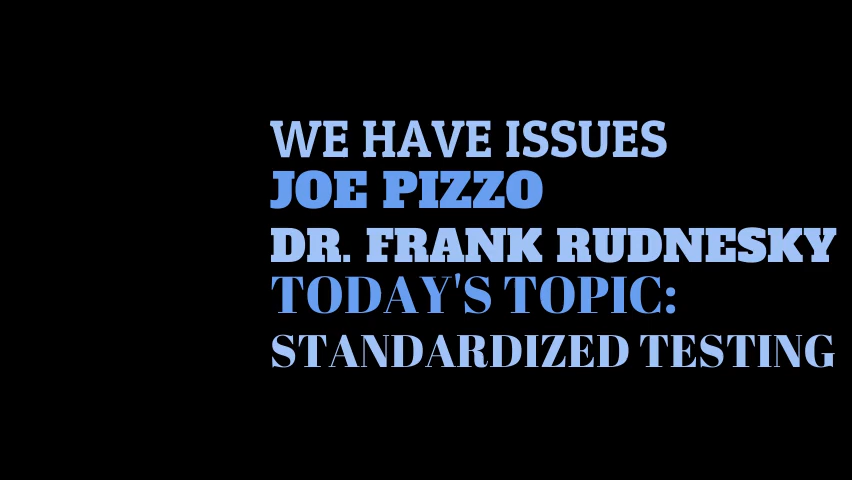 WE HAVE ISSUES
JOE PIZZO
DR. FRANK RUDNESKY
TODAY'S TOPIC:
STANDARDIZED TESTING